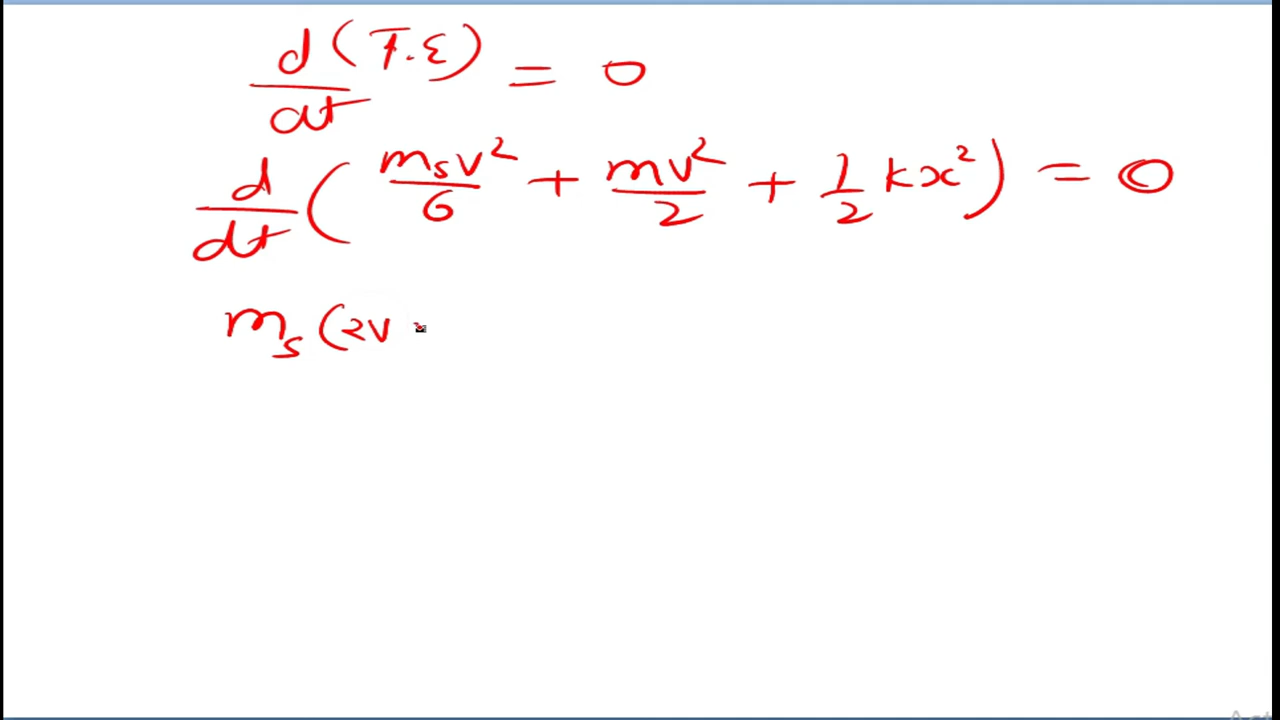 d(T.E)/dt = 0
d/dt ( m_s v²/6 + mv²/2 + 1/2 kx² ) = 0
m_s (2v